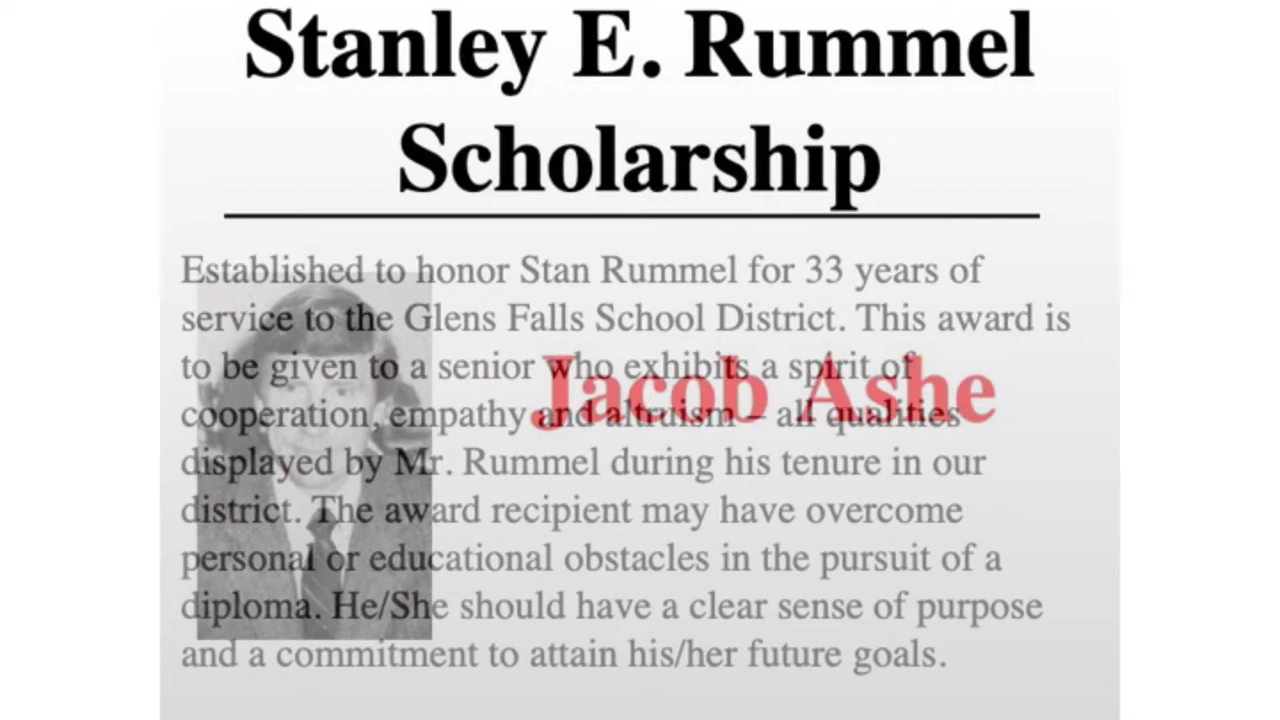 Stanley E. Rummel
Scholarship
Established to honor Stan Rummel for 33 years of
service to the Glens Falls School District. This award is
to be given to a senior who exhibits a spirit of
cooperation, empathy and altruism – all qualities
displayed by Mr. Rummel during his tenure in our
district. The award recipient may have overcome
personal or educational obstacles in the pursuit of a
diploma. He/She should have a clear sense of purpose
and a commitment to attain his/her future goals.
Jacob Ashe